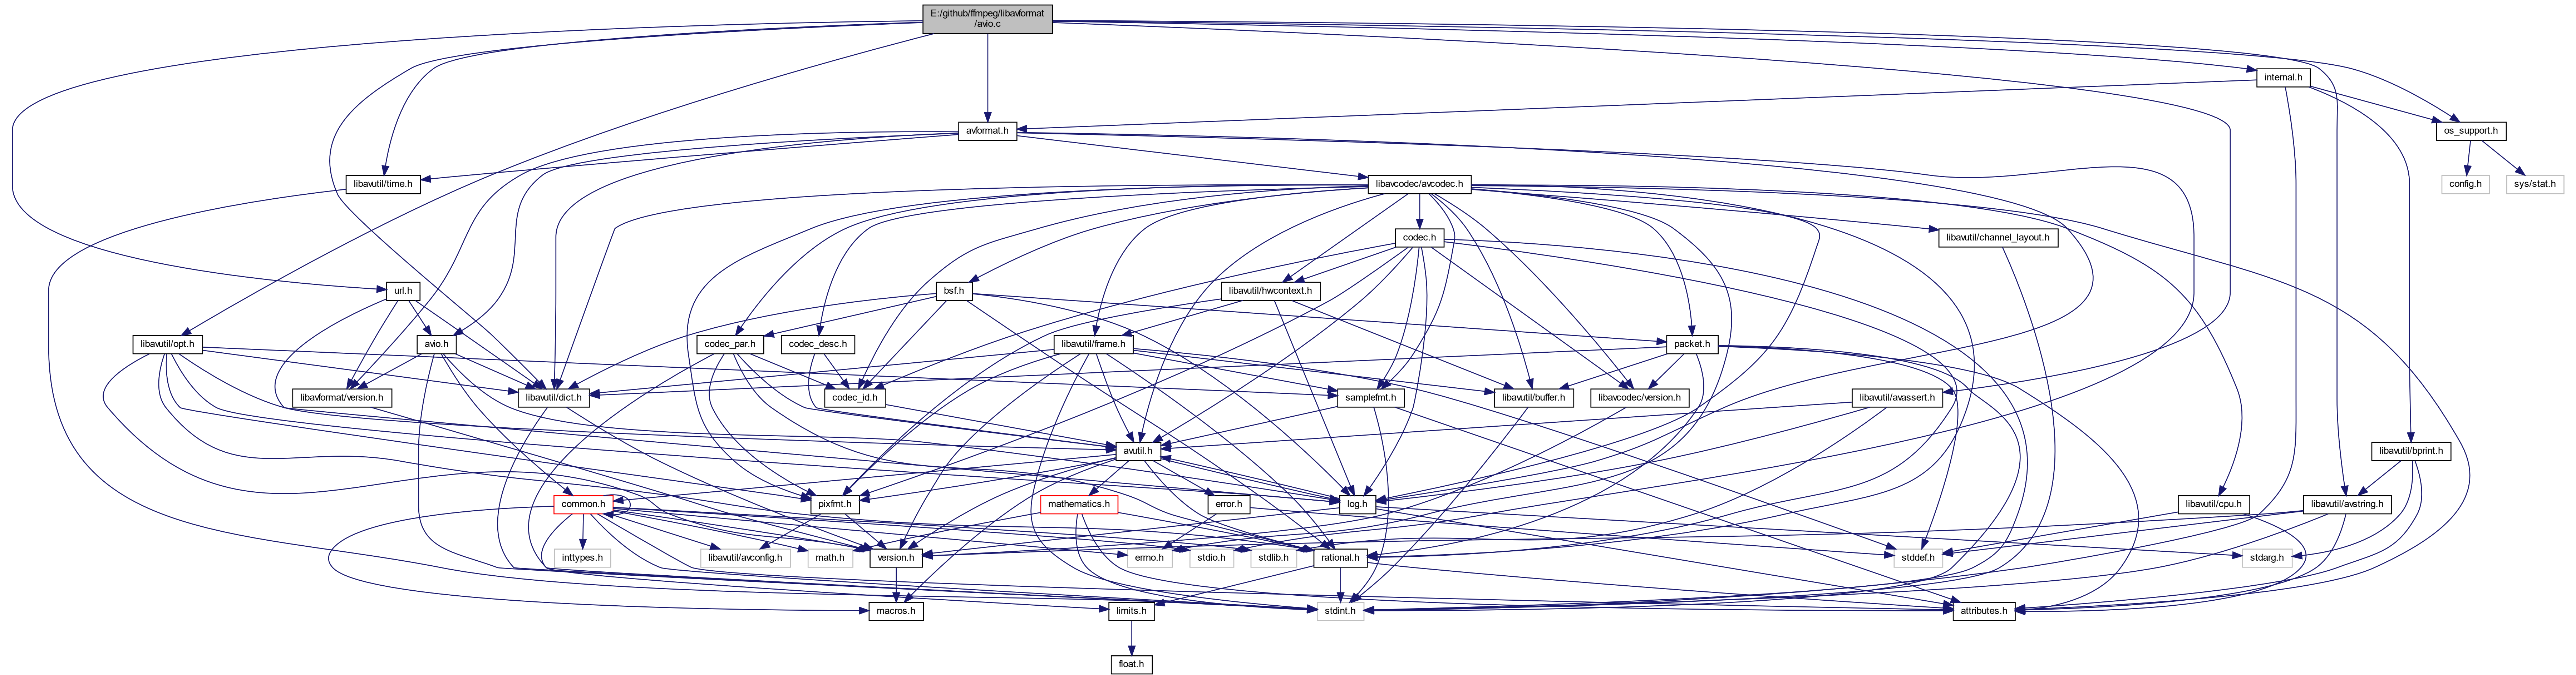 E:/github/ffmpeg/libavformat
/avio.c
internal.h
avformat.h
os_support.h
libavutil/time.h
libavcodec/avcodec.h
config.h
sys/stat.h
codec.h
libavutil/channel_layout.h
url.h
bsf.h
libavutil/hwcontext.h
libavutil/opt.h
avio.h
codec_par.h
codec_desc.h
libavutil/frame.h
packet.h
libavformat/version.h
libavutil/dict.h
codec_id.h
samplefmt.h
libavutil/buffer.h
libavcodec/version.h
libavutil/avassert.h
avutil.h
libavutil/bprint.h
common.h
pixfmt.h
mathematics.h
error.h
log.h
libavutil/cpu.h
libavutil/avstring.h
inttypes.h
libavutil/avconfig.h
math.h
version.h
errno.h
stdio.h
stdlib.h
rational.h
stddef.h
stdarg.h
macros.h
limits.h
stdint.h
attributes.h
float.h